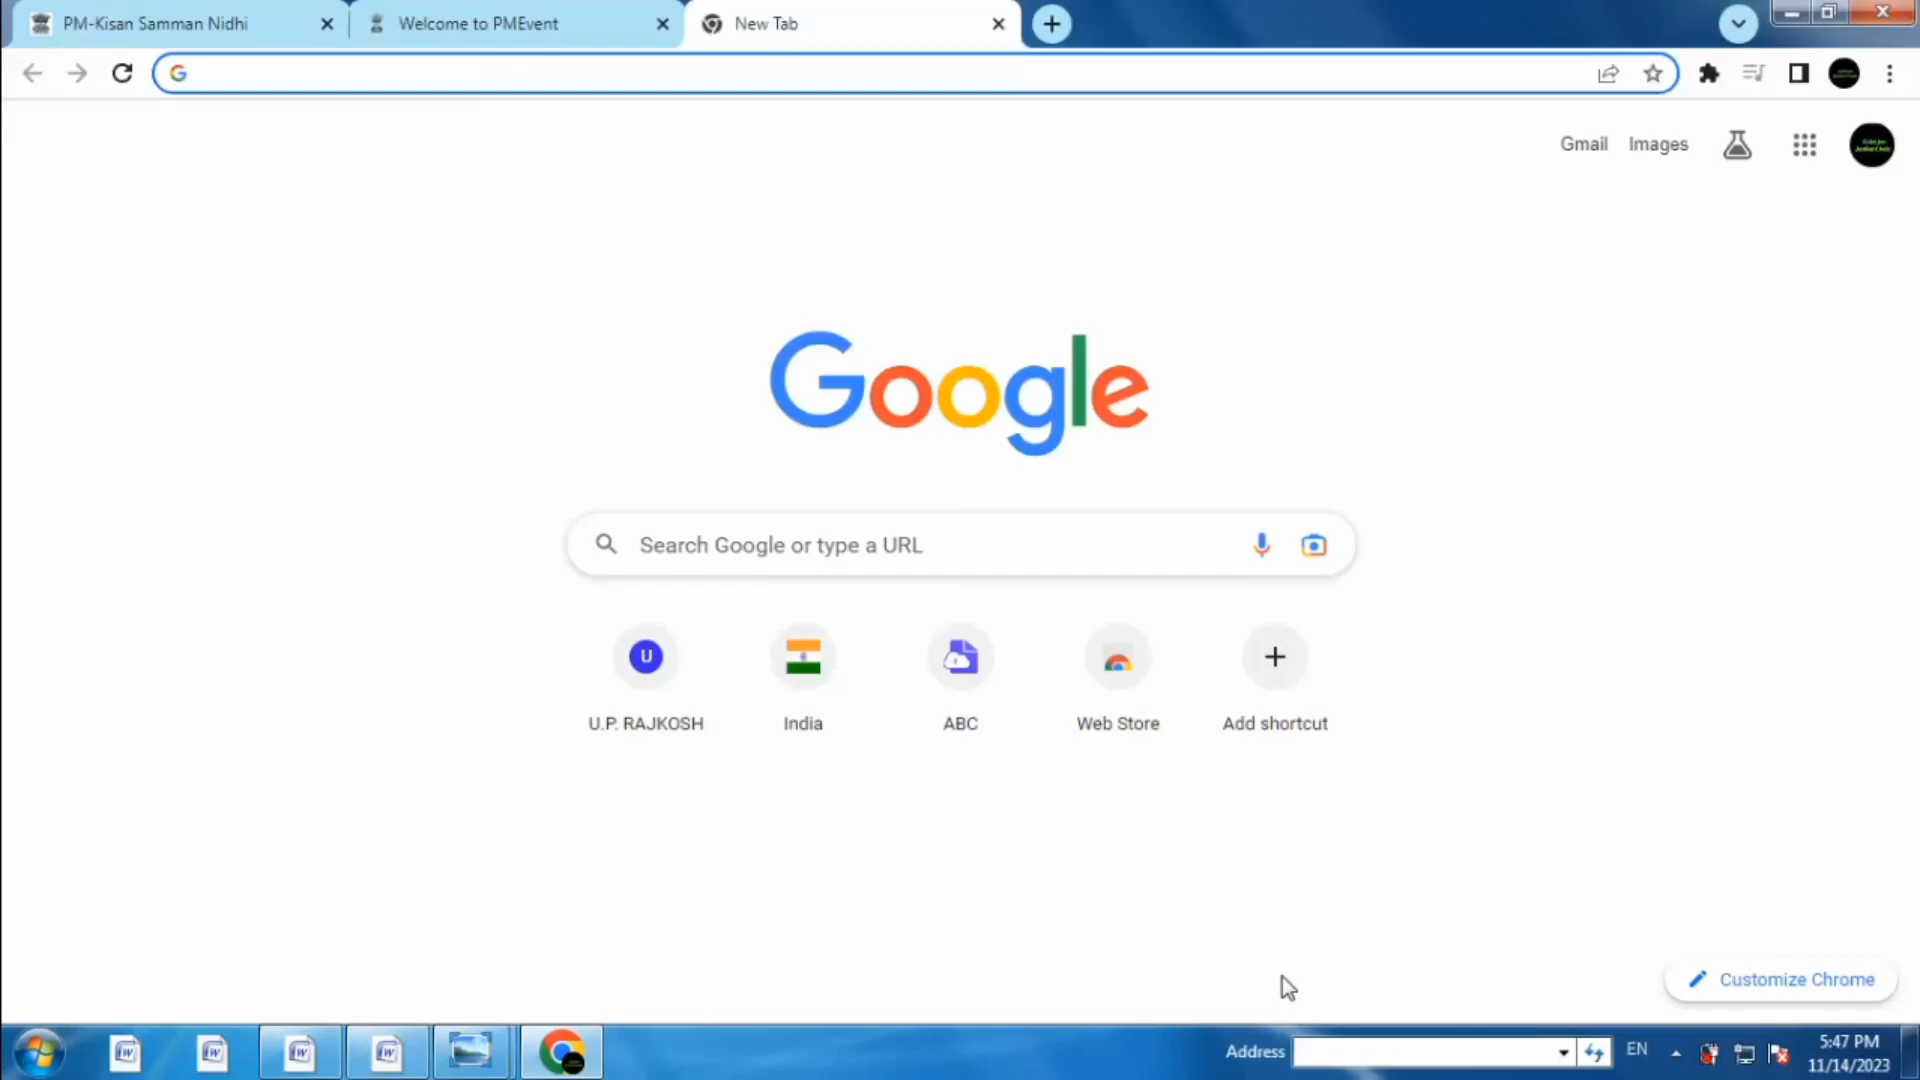 PM-Kisan Samman Nidhi
Welcome to PMEvent
New Tab
Gmail
Images
Google
Search Google or type a URL
U
U.P. RAJKOSH
India
ABC
Web Store
Add shortcut
Customize Chrome
Address
EN
5:47 PM
11/14/2023